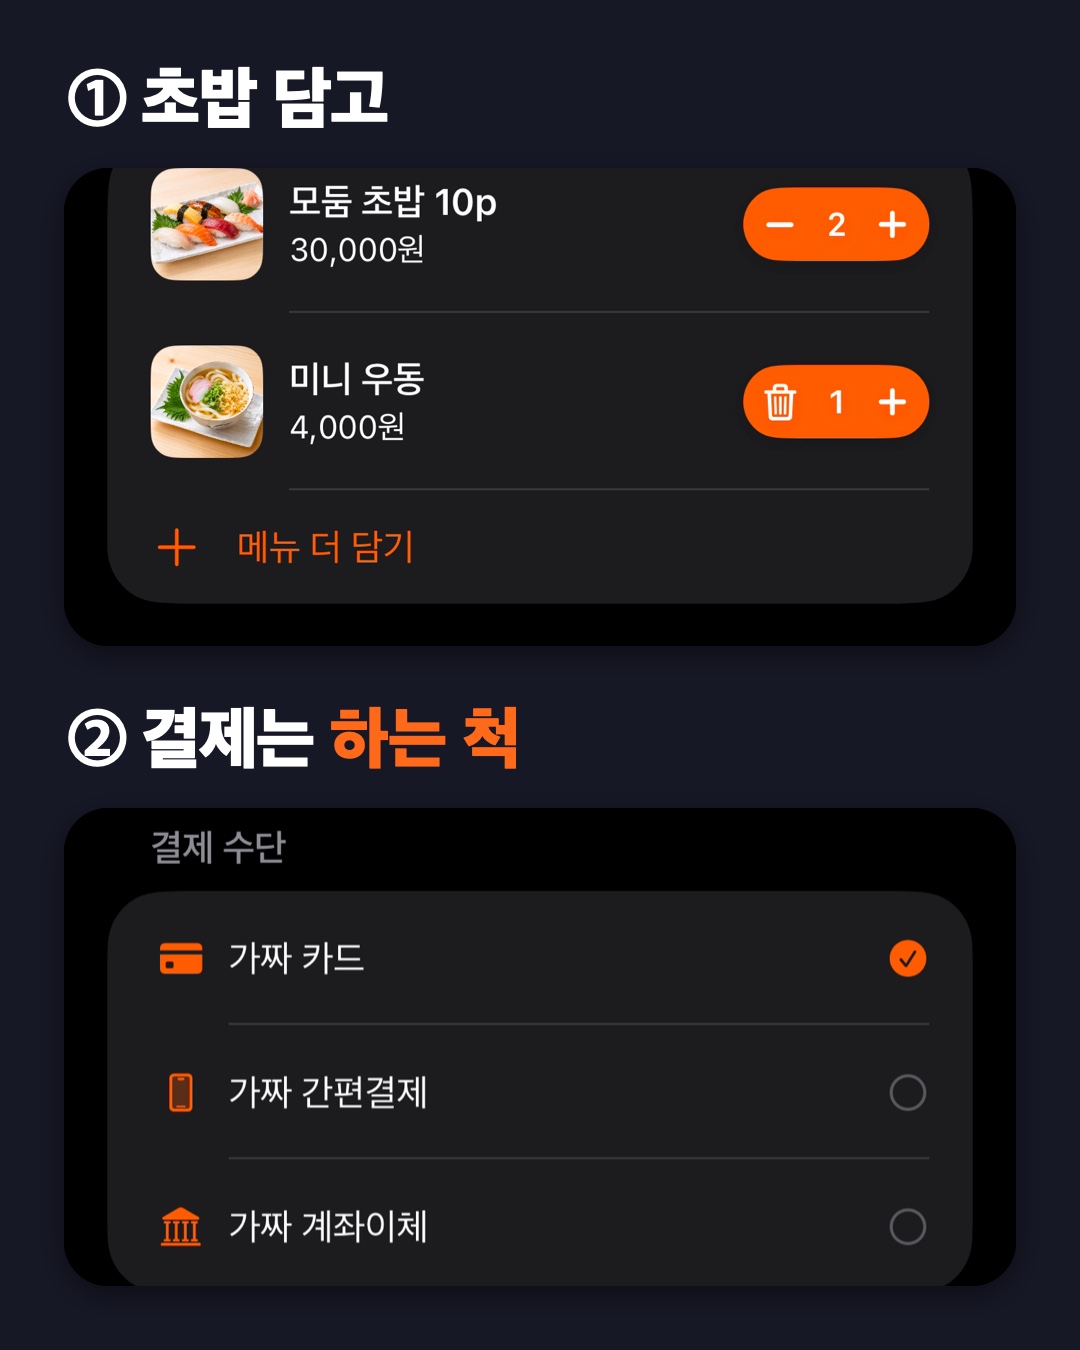 ① 초밥 담고
모둠 초밥 10p
30,000원
2
미니 우동
4,000원
1
메뉴 더 담기
② 결제는 하는 척
결제 수단
가짜 카드
가짜 간편결제
가짜 계좌이체